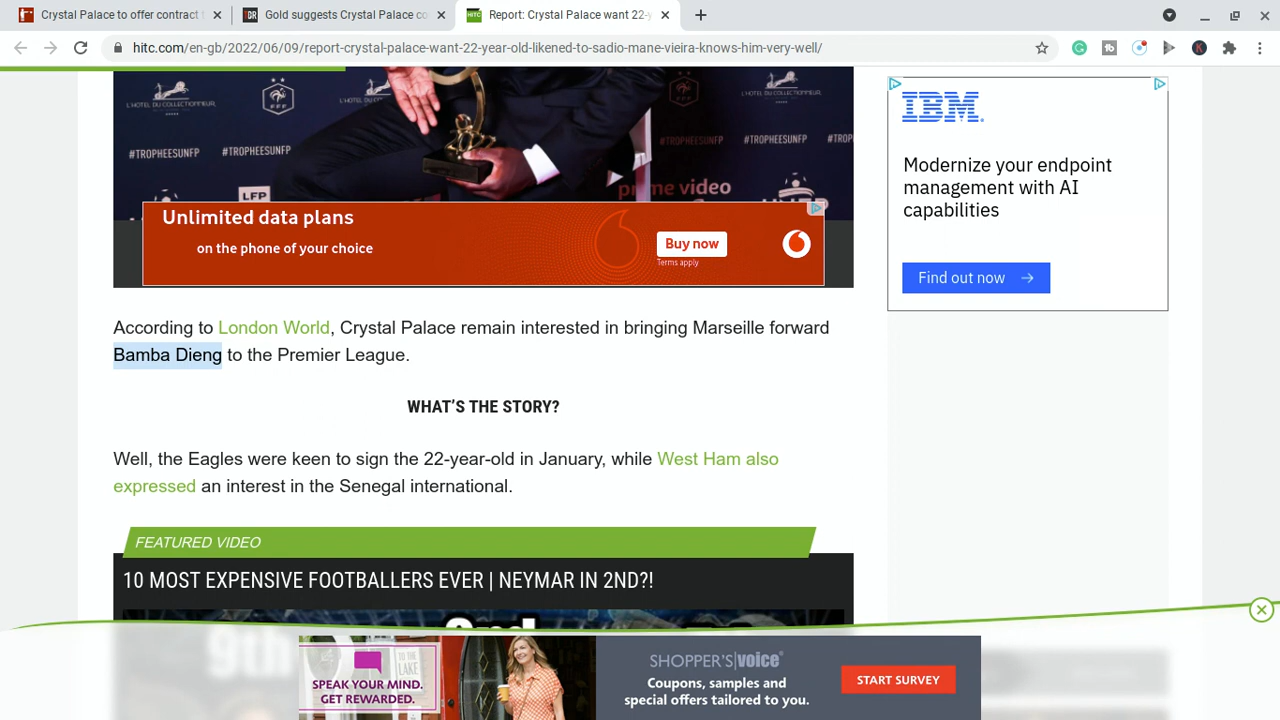 Crystal Palace to offer contract
Gold suggests Crystal Palace co
Report: Crystal Palace want 22-y
hitc.com/en-gb/2022/06/09/report-crystal-palace-want-22-year-old-likened-to-sadio-mane-vieira-knows-him-very-well/
L'HOTEL DU COLLECTIONNEUR
FFF
#TROPHEESUNFP
#TROPHEESUNFP
#TROPHEESUNFP
LFP
prime video
Unlimited data plans
on the phone of your choice
Buy now
Terms apply
IBM
Modernize your endpoint
management with AI
capabilities
Find out now →
According to London World, Crystal Palace remain interested in bringing Marseille forward
Bamba Dieng to the Premier League.
WHAT'S THE STORY?
Well, the Eagles were keen to sign the 22-year-old in January, while West Ham also
expressed an interest in the Senegal international.
FEATURED VIDEO
10 MOST EXPENSIVE FOOTBALLERS EVER | NEYMAR IN 2ND?!
9th
2nd
SPEAK YOUR MIND.
GET REWARDED.
SHOPPER'S|voice®
Coupons, samples and
special offers tailored to you.
START SURVEY